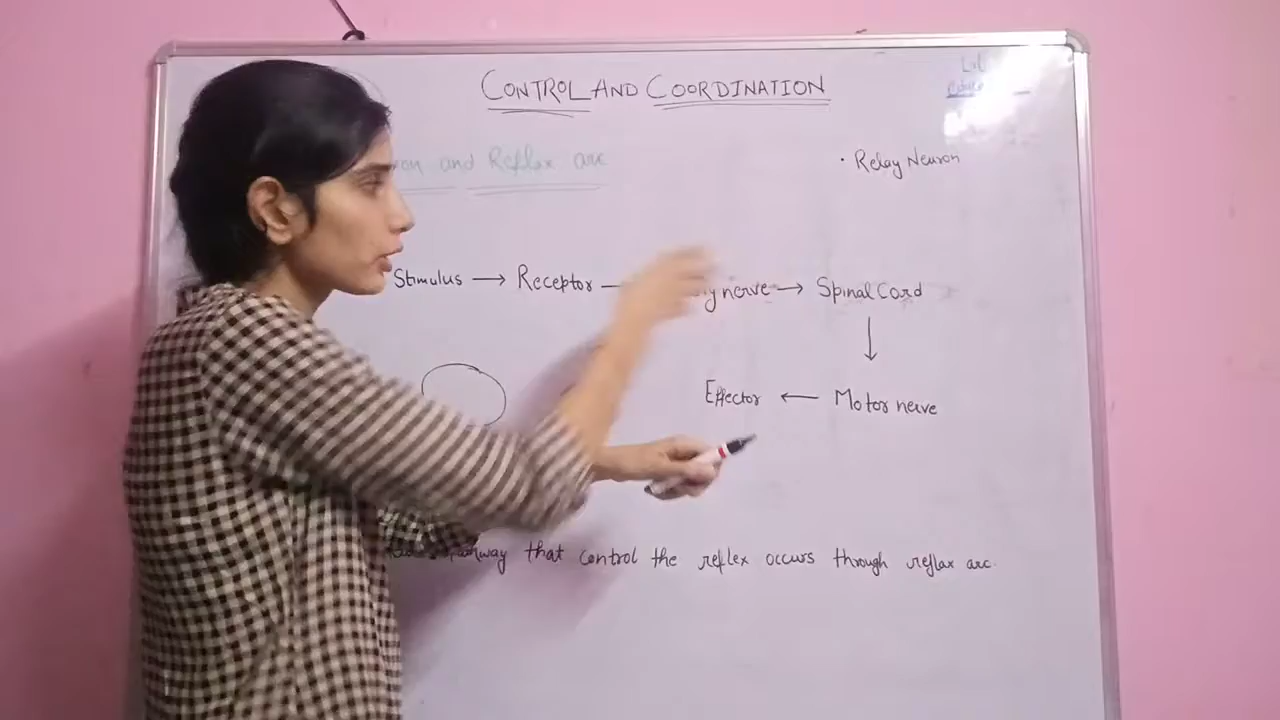 CONTROL AND COORDINATION
and Reflex arc
· Relay Neuron
Stimulus → Receptor — nerve → Spinal Cord
↓
Effector ← Motor nerve
that control the reflex occurs through reflax arc.